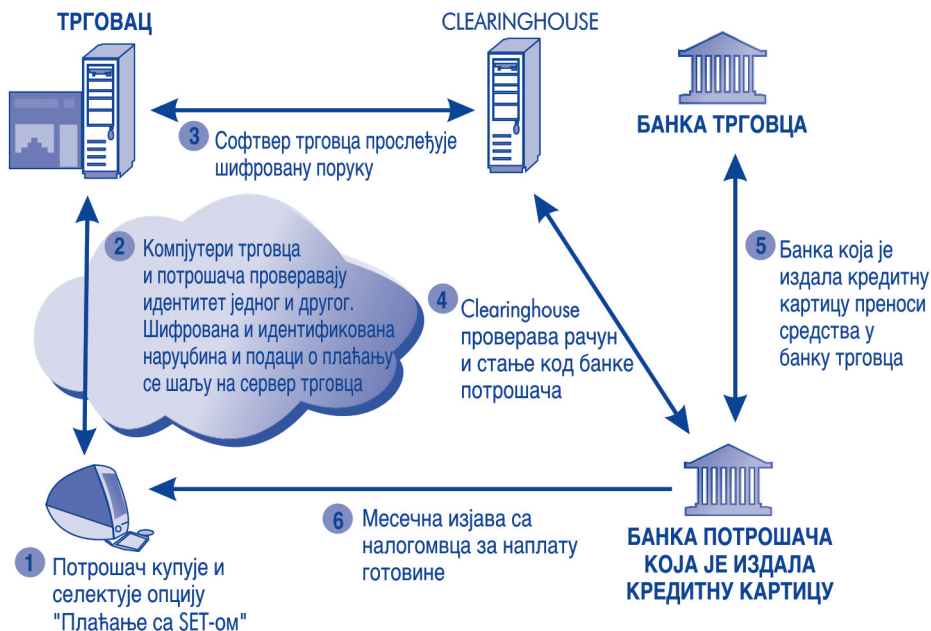 ТРГОВАЦ
CLEARINGHOUSE
БАНКА ТРГОВЦА
3 Софтвер трговца прослеђује
шифровану поруку
2 Компјутери трговца
и потрошача проверавају
идентитет једног и другог.
Шифрована и идентификована
наруџбина и подаци о плаћању
се шаљу на сервер трговца
4 Clearinghouse
проверава рачун
и стање код банке
потрошача
5 Банка која је
издала кредитну
картицу преноси
средства у
банку трговца
1 Потрошач купује и
селектује опцију
"Плаћање са SET-ом"
6 Месечна изјава са
налогомвца за наплату
готовине
БАНКА ПОТРОШАЧА
КОЈА ЈЕ ИЗДАЛА
КРЕДИТНУ КАРТИЦУ